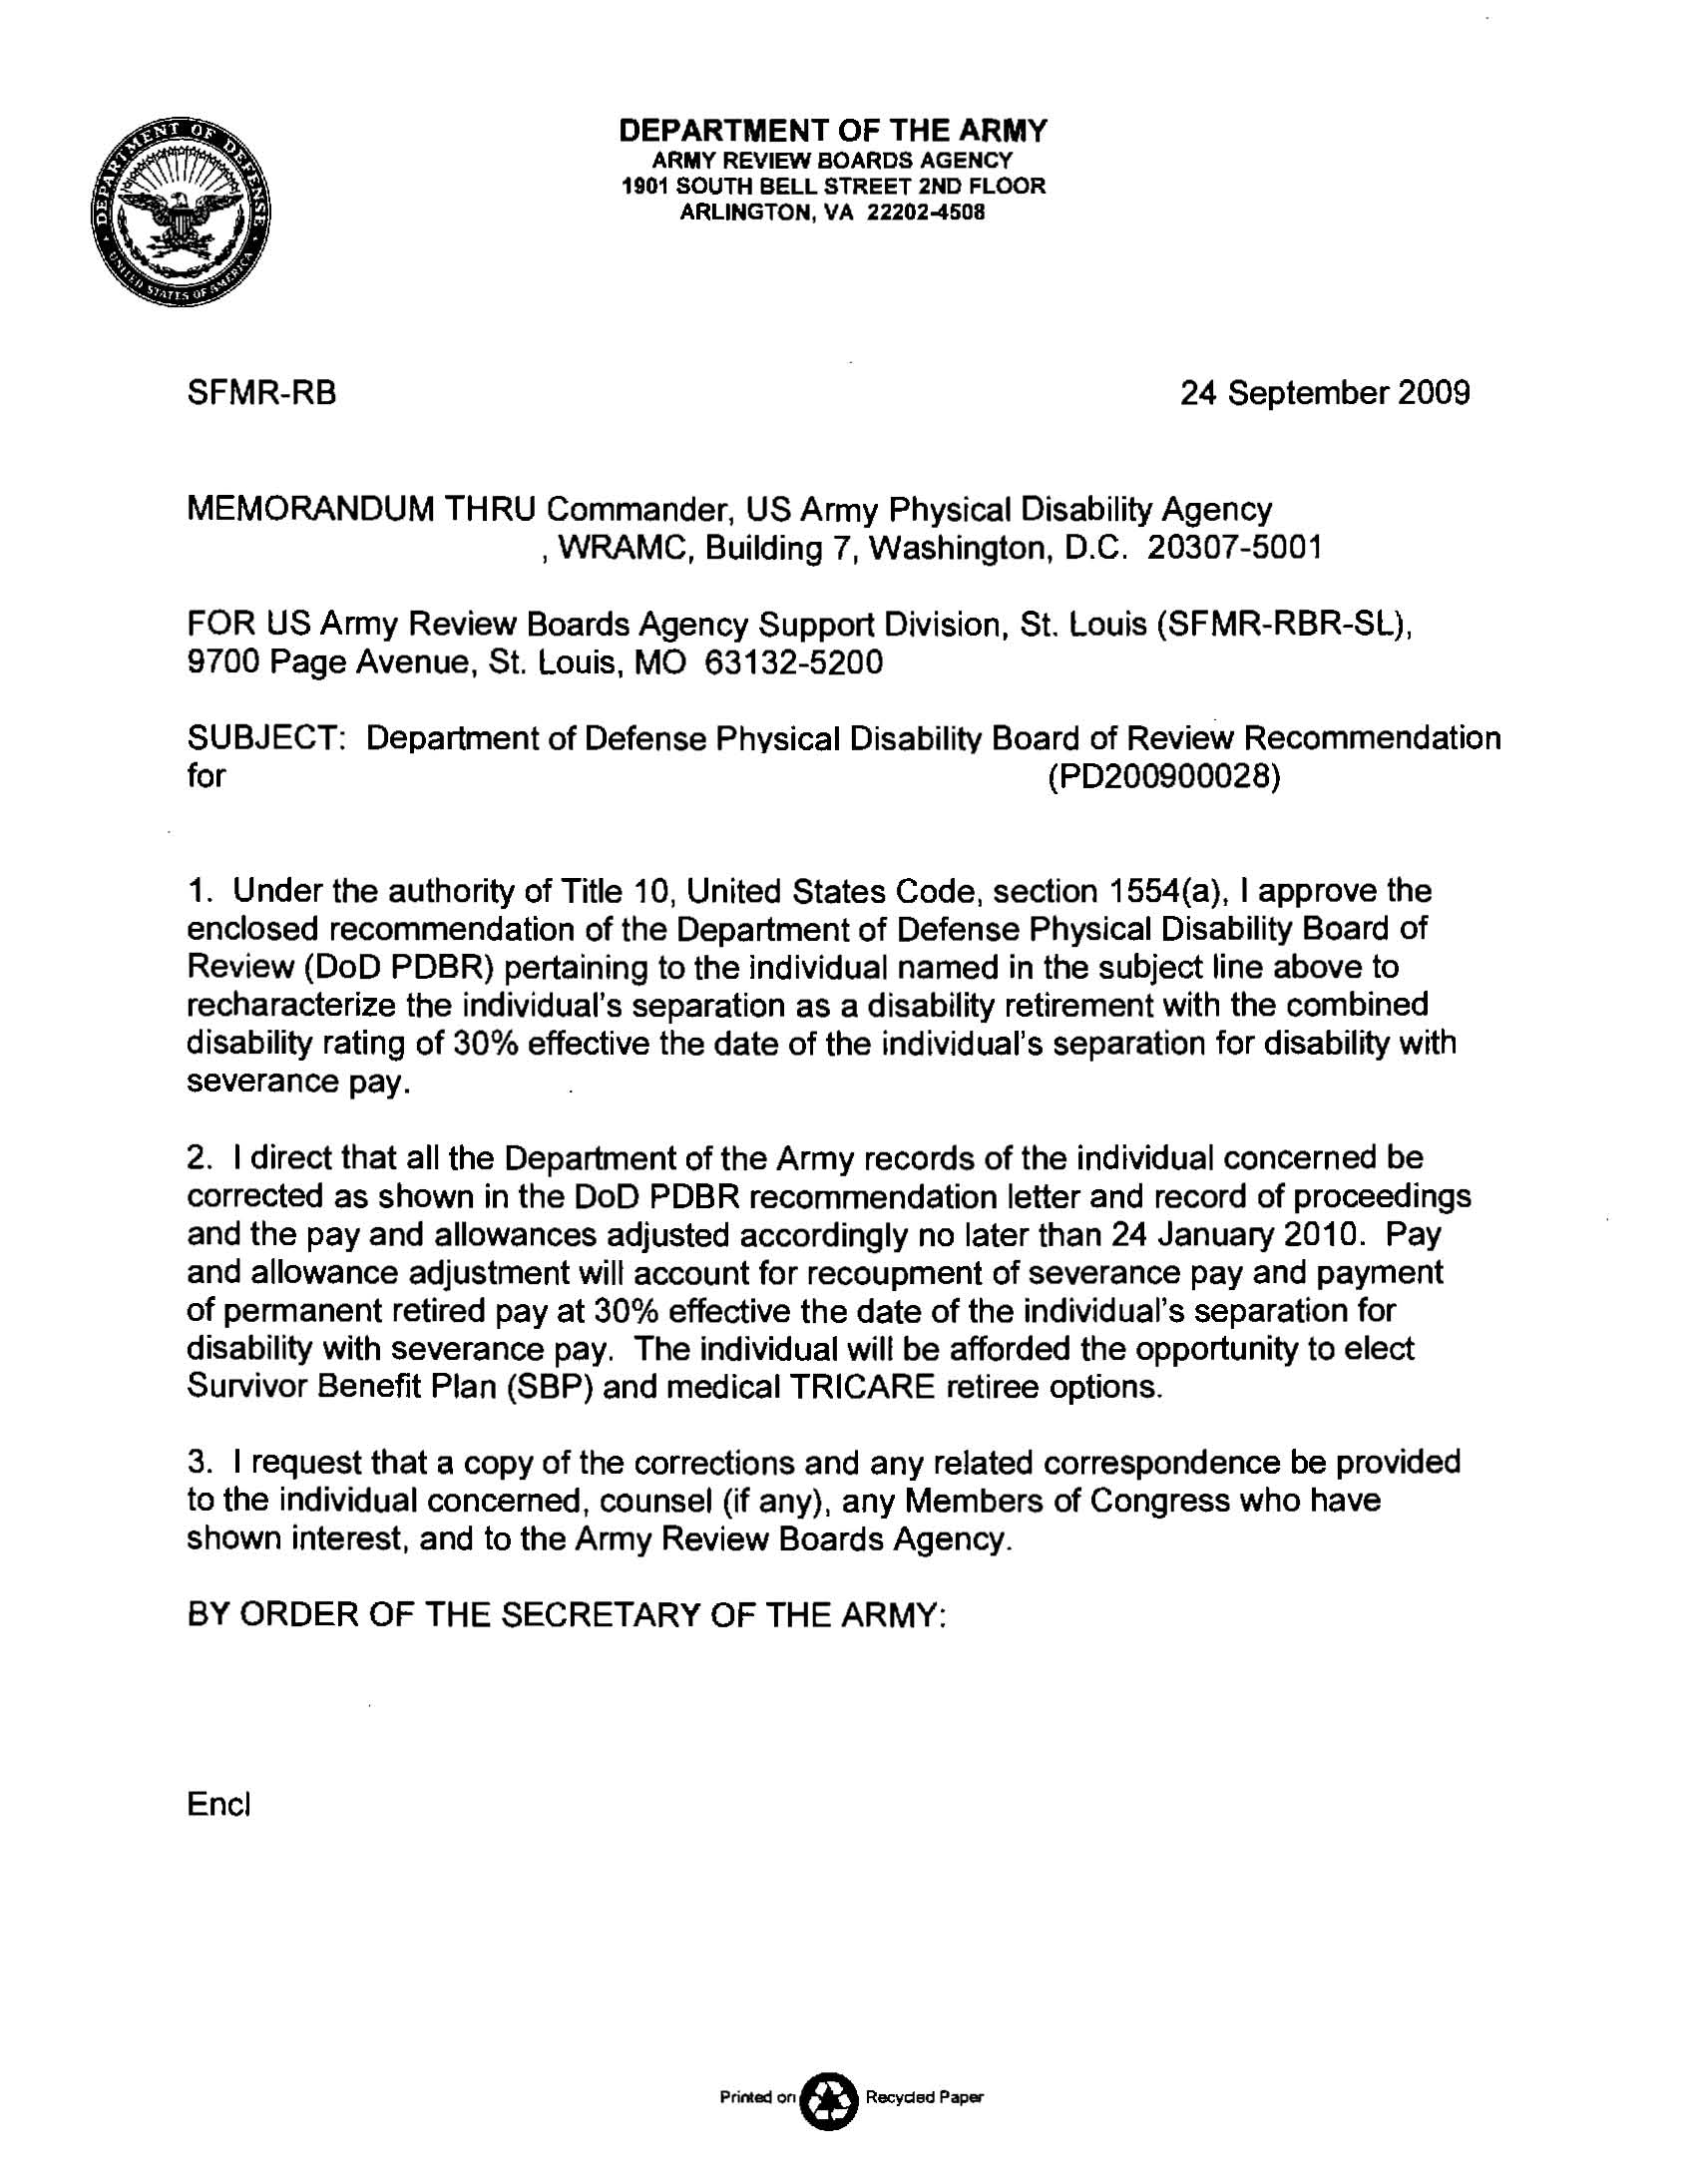 DEPARTMENT OF DEFENSE
UNITED STATES OF AMERICA
DEPARTMENT OF THE ARMY
ARMY REVIEW BOARDS AGENCY
1901 SOUTH BELL STREET 2ND FLOOR
ARLINGTON, VA 22202-4508
SFMR-RB 24 September 2009
MEMORANDUM THRU Commander, US Army Physical Disability Agency
, WRAMC, Building 7, Washington, D.C. 20307-5001
FOR US Army Review Boards Agency Support Division, St. Louis (SFMR-RBR-SL),
9700 Page Avenue, St. Louis, MO 63132-5200
SUBJECT: Department of Defense Physical Disability Board of Review Recommendation
for (PD200900028)
1. Under the authority of Title 10, United States Code, section 1554(a), I approve the
enclosed recommendation of the Department of Defense Physical Disability Board of
Review (DoD PDBR) pertaining to the individual named in the subject line above to
recharacterize the individual's separation as a disability retirement with the combined
disability rating of 30% effective the date of the individual's separation for disability with
severance pay.
2. I direct that all the Department of the Army records of the individual concerned be
corrected as shown in the DoD PDBR recommendation letter and record of proceedings
and the pay and allowances adjusted accordingly no later than 24 January 2010. Pay
and allowance adjustment will account for recoupment of severance pay and payment
of permanent retired pay at 30% effective the date of the individual's separation for
disability with severance pay. The individual will be afforded the opportunity to elect
Survivor Benefit Plan (SBP) and medical TRICARE retiree options.
3. I request that a copy of the corrections and any related correspondence be provided
to the individual concerned, counsel (if any), any Members of Congress who have
shown interest, and to the Army Review Boards Agency.
BY ORDER OF THE SECRETARY OF THE ARMY:
Encl
Printed on Recycled Paper